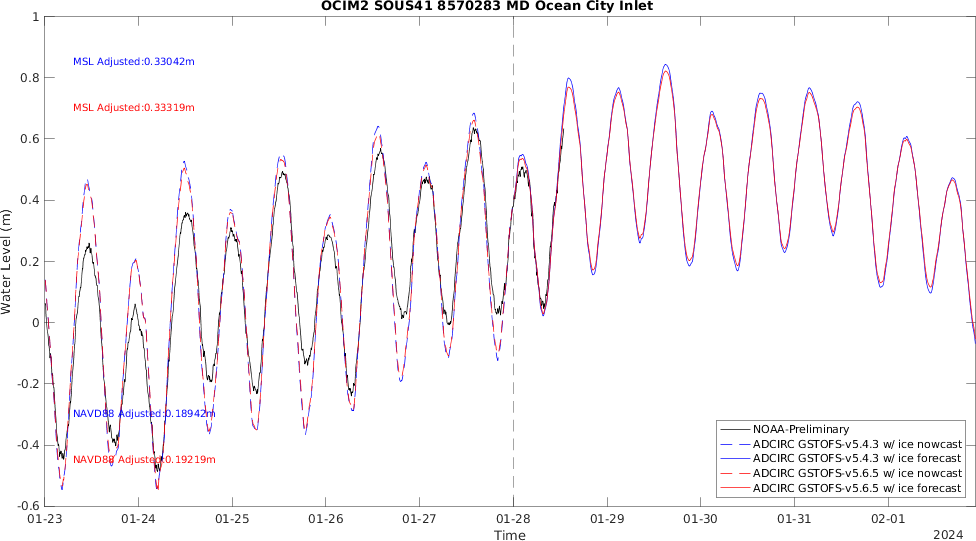 OCIM2 SOUS41 8570283 MD Ocean City Inlet
1
0.8
0.6
0.4
0.2
0
-0.2
-0.4
-0.6
Water Level (m)
MSL Adjusted:0.33042m
MSL Adjusted:0.33319m
NAVD88 Adjusted:0.18942m
NAVD88 Adjusted:0.19219m
NOAA-Preliminary
ADCIRC GSTOFS-v5.4.3 w/ ice nowcast
ADCIRC GSTOFS-v5.4.3 w/ ice forecast
ADCIRC GSTOFS-v5.6.5 w/ ice nowcast
ADCIRC GSTOFS-v5.6.5 w/ ice forecast
01-23 01-24 01-25 01-26 01-27 01-28 01-29 01-30 01-31 02-01
Time
2024